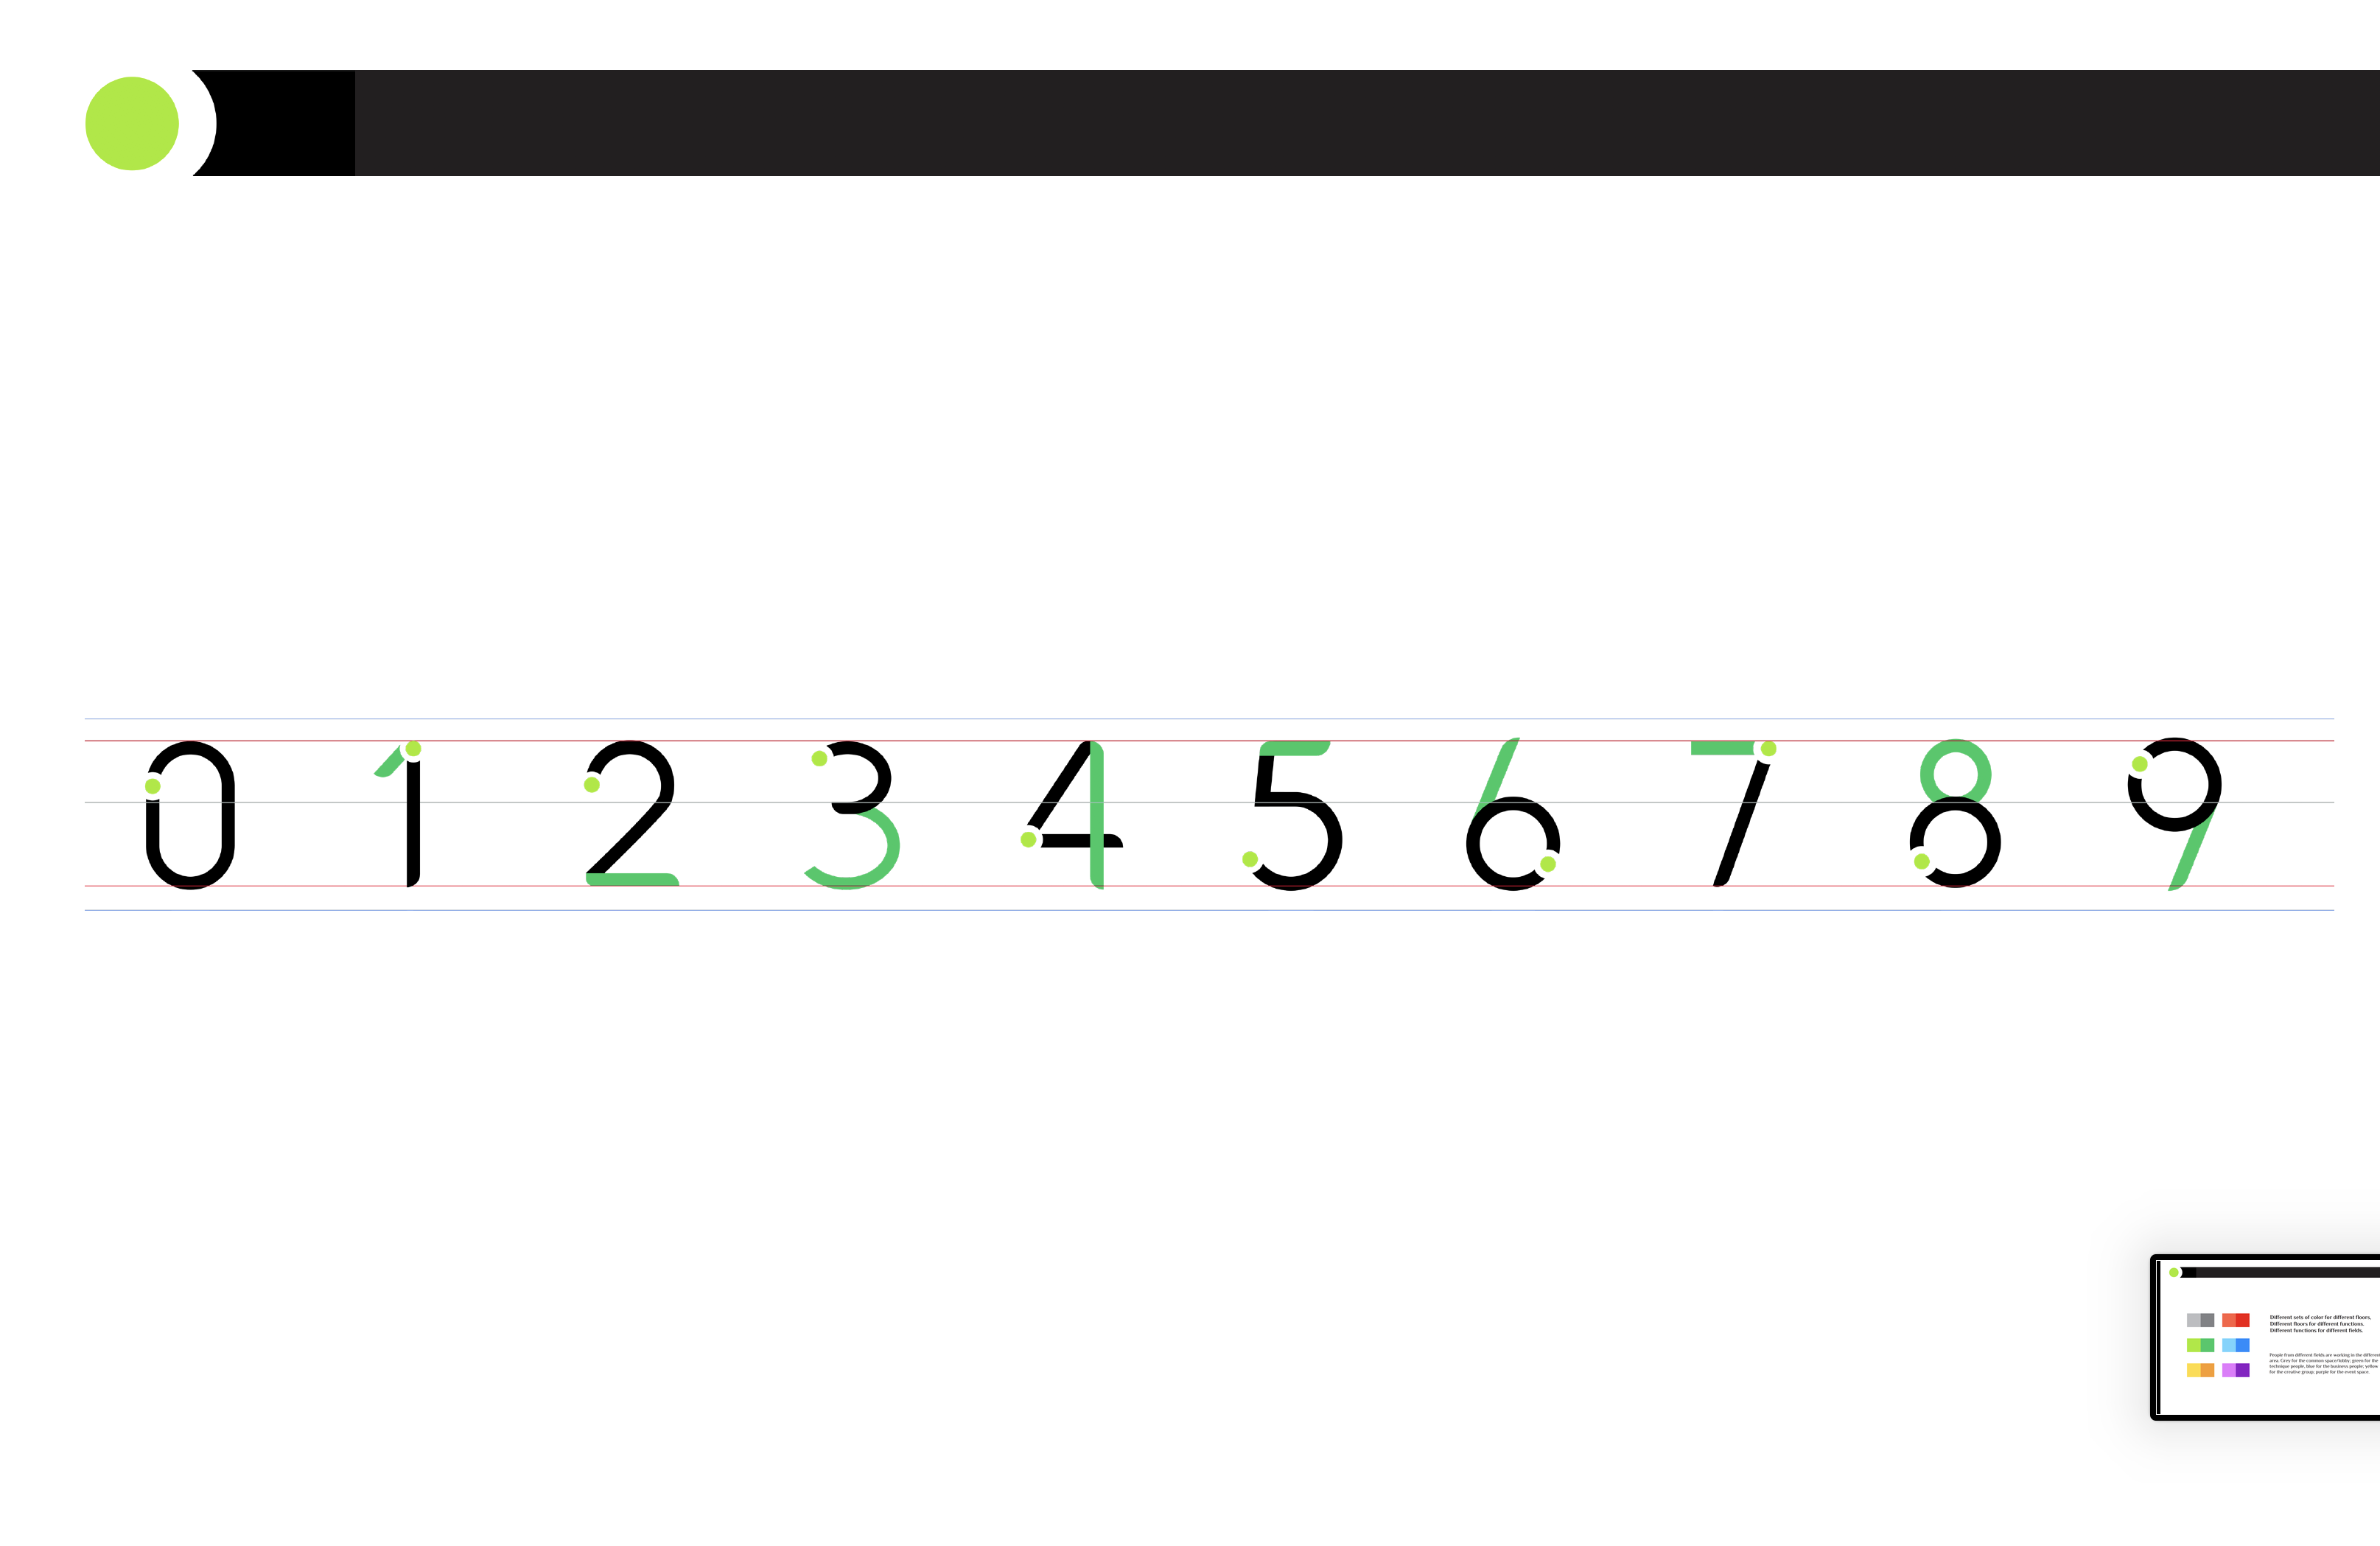 0 1 2 3 4 5 6 7 8 9
Different sets of color for different floors,
Different floors for different functions.
Different functions for different fields.
People from different fields are working in the different
area. Grey for the common space/lobby; green for the
technique people, blue for the business people; yellow
for the creative group; purple for the event space.